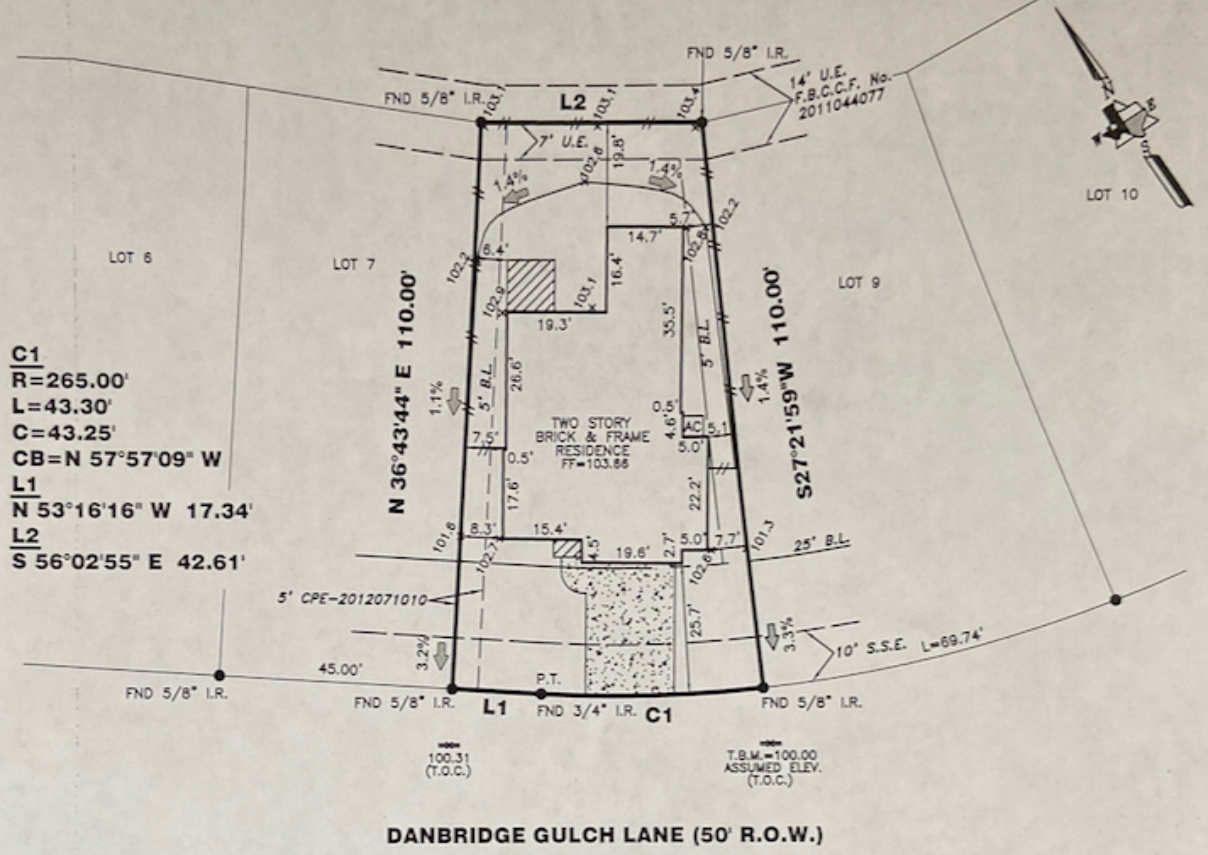 FND 5/8" I.R.
14' U.E.
F.B.C.C.F. No.
2011044077
FND 5/8" I.R.
103.1
L2
103.1
103.4
7' U.E.
19.8'
102.8
1.4%
1.4%
N
E
S
W
LOT 10
5.7'
102.2
14.7'
102.8
LOT 6
LOT 7
LOT 9
102.2
6.4'
16.4'
102.9
103.1
19.3'
35.5'
5' B.L.
N 36°43'44" E 110.00'
S27°21'59"W 110.00'
C1
R=265.00'
L=43.30'
C=43.25'
CB=N 57°57'09" W
L1
N 53°16'16" W 17.34'
L2
S 56°02'55" E 42.61'
26.6'
1.1%
5' B.L.
1.4%
TWO STORY
BRICK & FRAME
RESIDENCE
FF=103.66
0.5'
4.6'
AC
5.1
5.0'
7.5'
0.5'
17.6'
22.2'
101.6
8.3'
102.7
15.4'
4.5'
19.6'
2.7'
5.0'
7.7'
102.6
101.3
25' B.L.
5' CPE-2012071010
25.7'
3.2%
3.3%
10' S.S.E. L=69.74'
45.00'
FND 5/8" I.R.
FND 5/8" I.R.
L1
P.T.
FND 3/4" I.R.
C1
FND 5/8" I.R.
100.31
(T.O.C.)
T.B.M.=100.00
ASSUMED ELEV.
(T.O.C.)
DANBRIDGE GULCH LANE (50' R.O.W.)